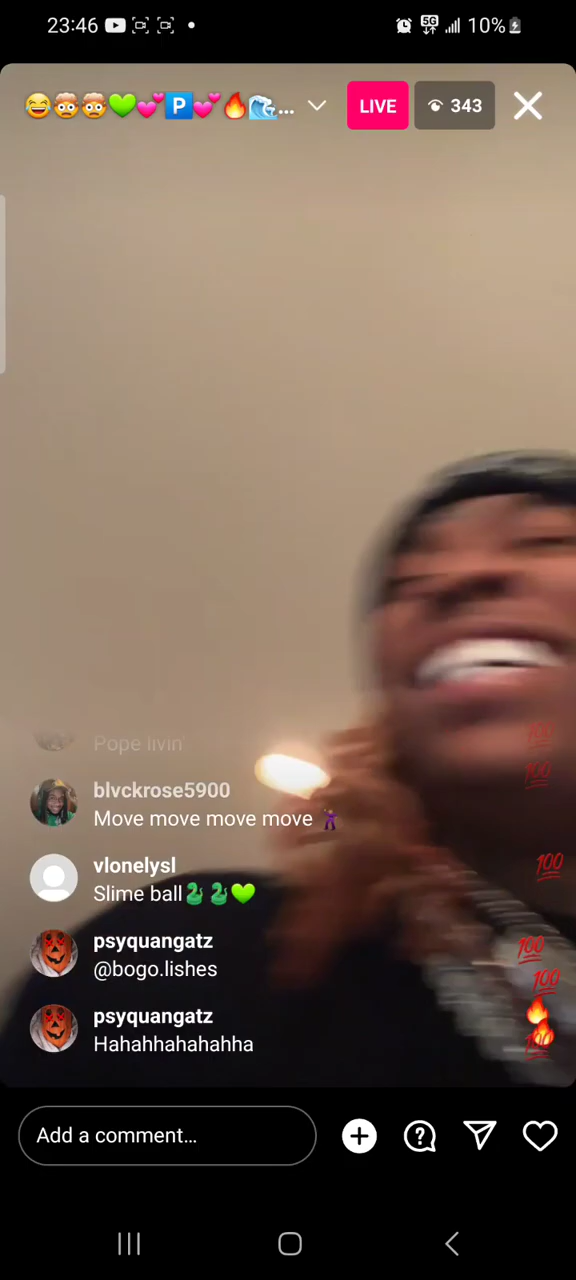 23:46
5G
10%
😂🤯🤯💚💕🅿️💕🔥🌊...
LIVE
343
Pope livin'
blvckrose5900
Move move move move 🕺
vlonelysl
Slime ball🐍🐍💚
psyquangatz
@bogo.lishes
psyquangatz
Hahahhahahahha
Add a comment...